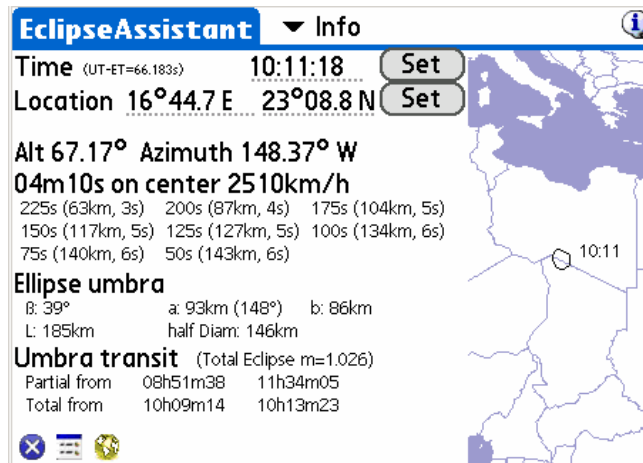 EclipseAssistant ▼ Info
Time (UT-ET=66.183s) 10:11:18 Set
Location 16°44.7 E 23°08.8 N Set
Alt 67.17° Azimuth 148.37° W
04m10s on center 2510km/h
225s (63km, 3s) 200s (87km, 4s) 175s (104km, 5s)
150s (117km, 5s) 125s (127km, 5s) 100s (134km, 6s)
75s (140km, 6s) 50s (143km, 6s)
10:11
Ellipse umbra
ß: 39° a: 93km (148°) b: 86km
L: 185km half Diam: 146km
Umbra transit (Total Eclipse m=1.026)
Partial from 08h51m38 11h34m05
Total from 10h09m14 10h13m23